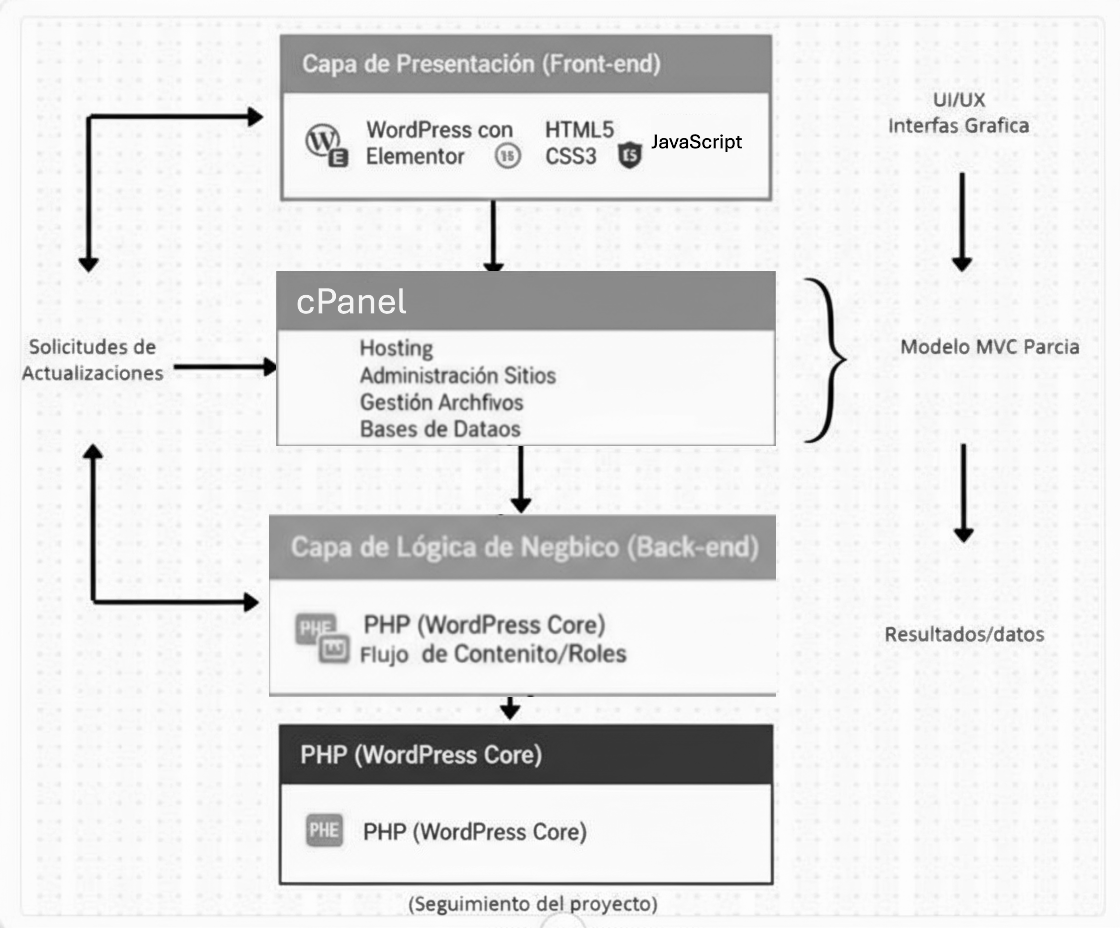 Capa de Presentación (Front-end)
WordPress con
Elementor
HTML5
CSS3
JavaScript
UI/UX
Interfas Grafica
cPanel
Hosting
Administración Sitios
Gestión Archfivos
Bases de Dataos
Solicitudes de
Actualizaciones
Modelo MVC Parcia
Capa de Lógica de Negbico (Back-end)
PHE
PHP (WordPress Core)
Flujo de Contenito/Roles
Resultados/datos
PHP (WordPress Core)
PHE
PHP (WordPress Core)
(Seguimiento del proyecto)